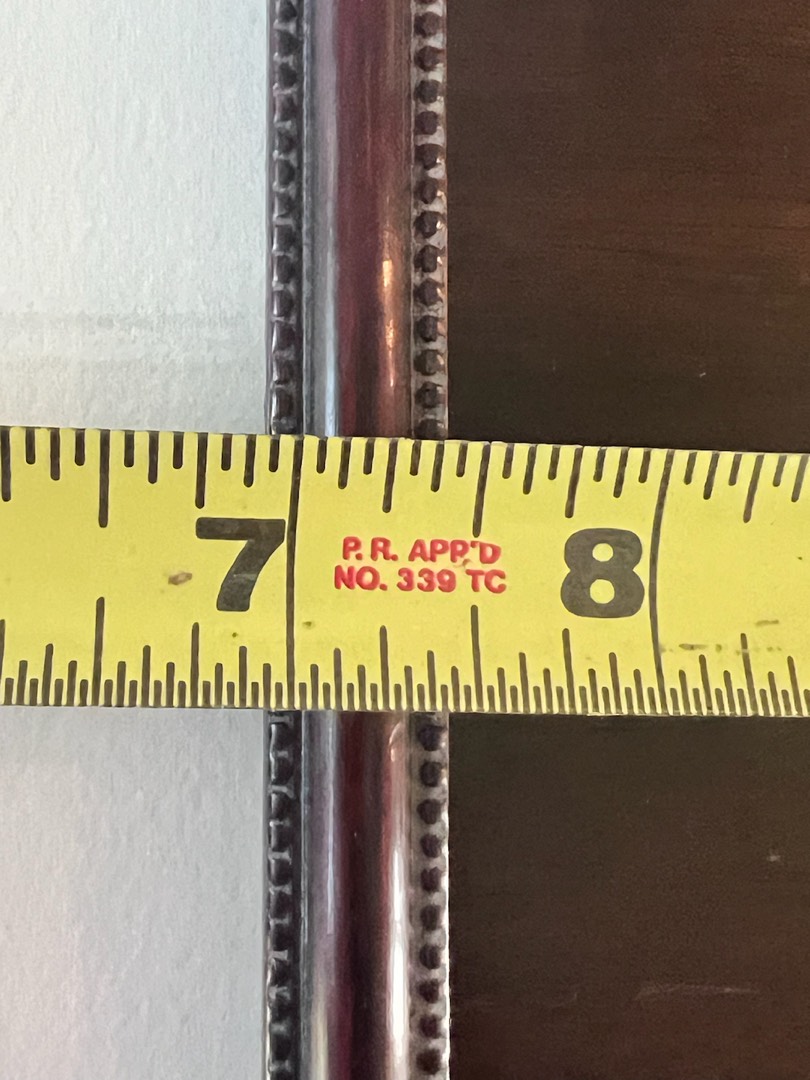 P.R. APP'D
NO. 339 TC
7 8